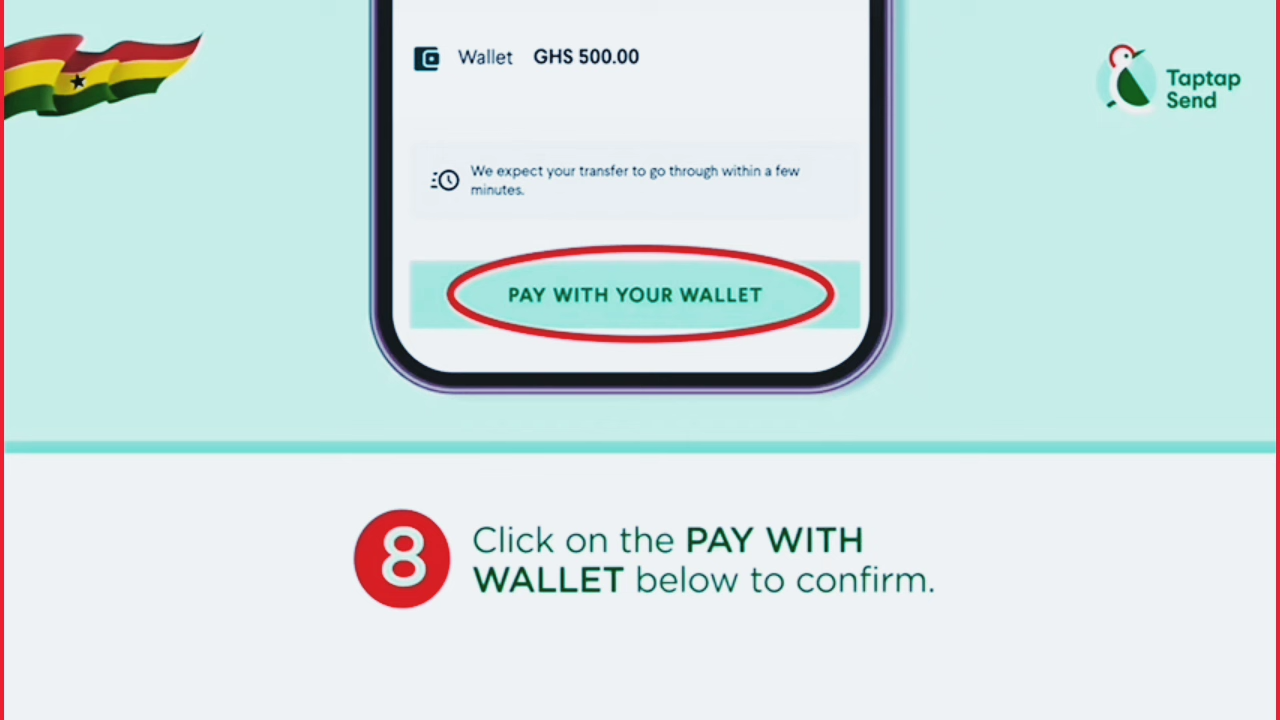 Wallet GHS 500.00
Taptap
Send
We expect your transfer to go through within a few
minutes.
PAY WITH YOUR WALLET
8
Click on the PAY WITH
WALLET below to confirm.